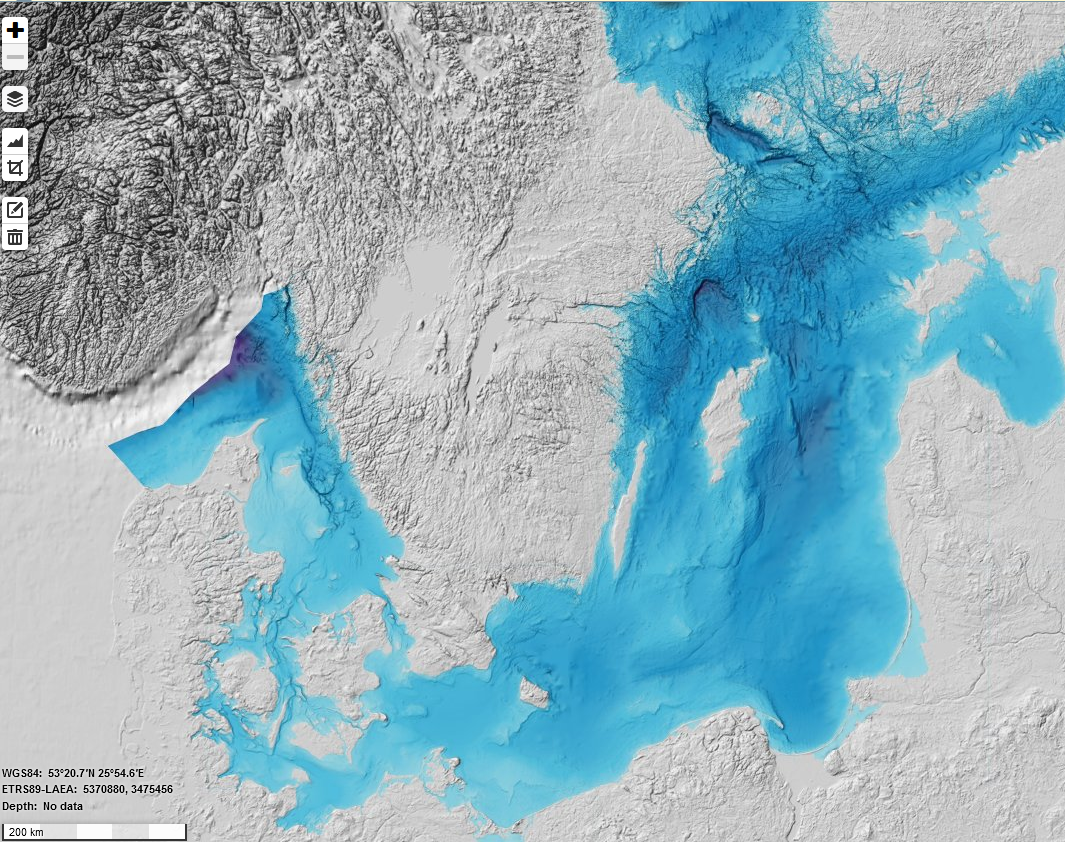 WGS84: 53°20.7'N 25°54.6'E
ETRS89-LAEA: 5370880, 3475456
Depth: No data
200 km